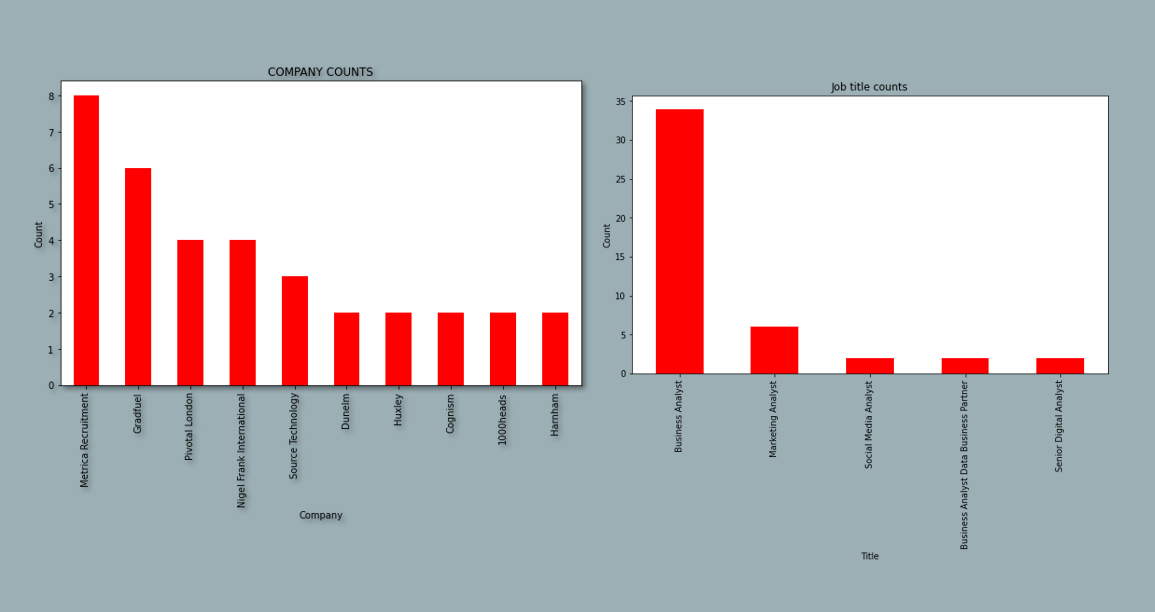 COMPANY COUNTS
8
7
6
5
4
3
2
1
0
Count
Metrica Recruitment
Gradfuel
Pivotal London
Nigel Frank International
Source Technology
Dunelm
Huxley
Cognism
1000heads
Harnham
Company
Job title counts
35
30
25
20
15
10
5
0
Count
Business Analyst
Marketing Analyst
Social Media Analyst
Business Analyst Data Business Partner
Senior Digital Analyst
Title